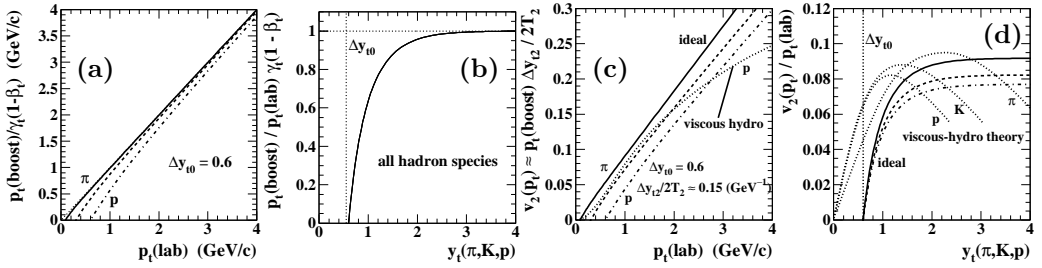 p_t(boost)/γ_t(1-β_t) (GeV/c)
4
3.5
3
2.5
2
1.5
1
0.5
0
(a)
π
p
Δy_t0 = 0.6
0 1 2 3 4
p_t(lab) (GeV/c)
p_t(boost) / p_t(lab) γ_t(1 - β_t)
1
0.8
0.6
0.4
0.2
0
Δy_t0
(b)
all hadron species
0 1 2 3 4
y_t(π,K,p)
v_2(p_t) ≈ p_t(boost) Δy_t2 / 2T_2
0.3
0.25
0.2
0.15
0.1
0.05
0
(c)
ideal
p
viscous hydro
π
Δy_t0 = 0.6
p
Δy_t2/2T_2 ≈ 0.15 (GeV⁻¹)
0 1 2 3 4
p_t(lab) (GeV/c)
v_2(p_t) / p_t(lab)
0.12
0.1
0.08
0.06
0.04
0.02
0
Δy_t0
(d)
p
K
π
viscous-hydro theory
ideal
0 1 2 3 4
y_t(π,K,p)